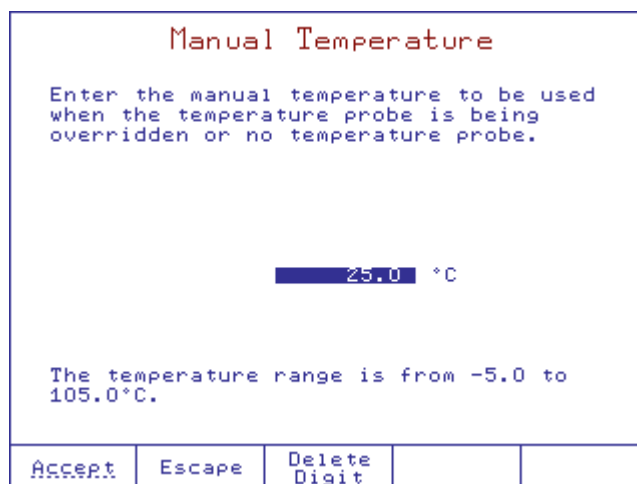 Manual Temperature
Enter the manual temperature to be used
when the temperature probe is being
overridden or no temperature probe.
25.0 °C
The temperature range is from -5.0 to
105.0°C.
Accept Escape Delete
Digit